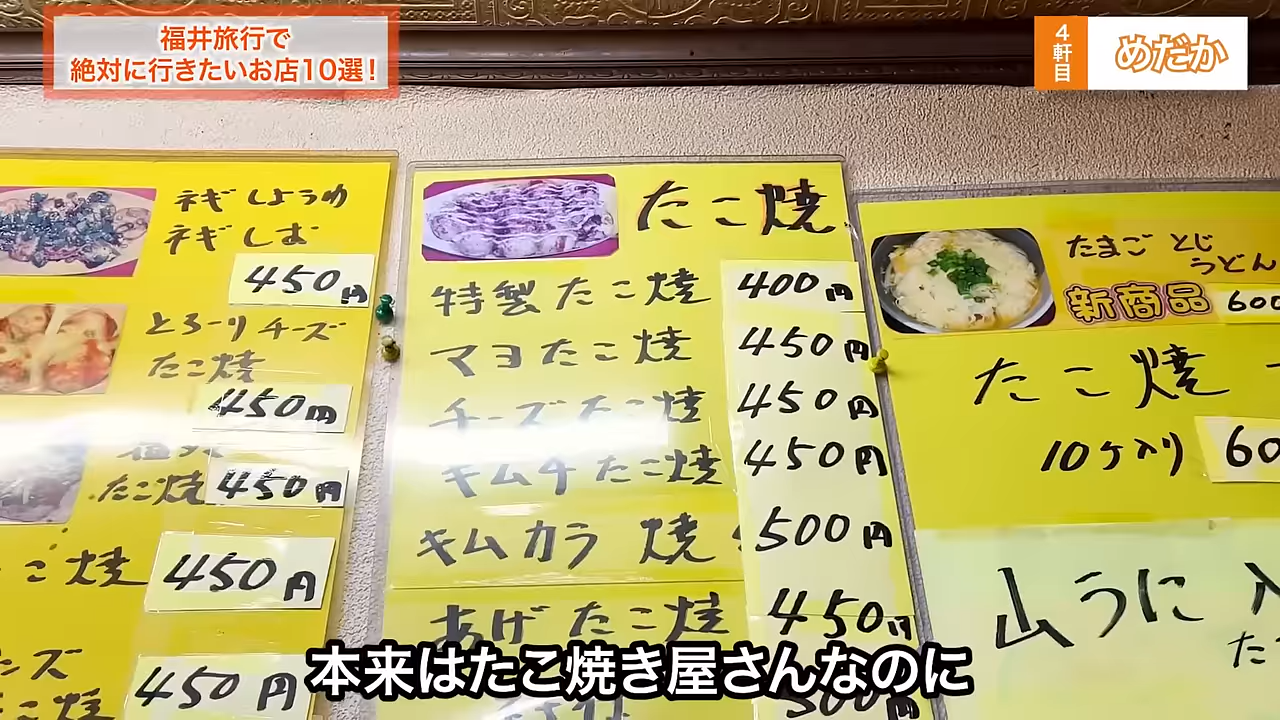 福井旅行で
絶対に行きたいお店10選!
4軒目
めだか
ネギしょうゆ
ネギしお
450円
とろーりチーズ
たこ焼
450円
たこ焼 450円
こ焼 450円
450円
たこ焼
特製たこ焼 400円
マヨたこ焼 450円
チーズたこ焼 450円
キムチたこ焼 450円
キムカラ焼 500円
あげたこ焼 450円
500円
たまごとじ
うどん
新商品 600
たこ焼
10ケ入り 60
山うに入
た
本来はたこ焼き屋さんなのに